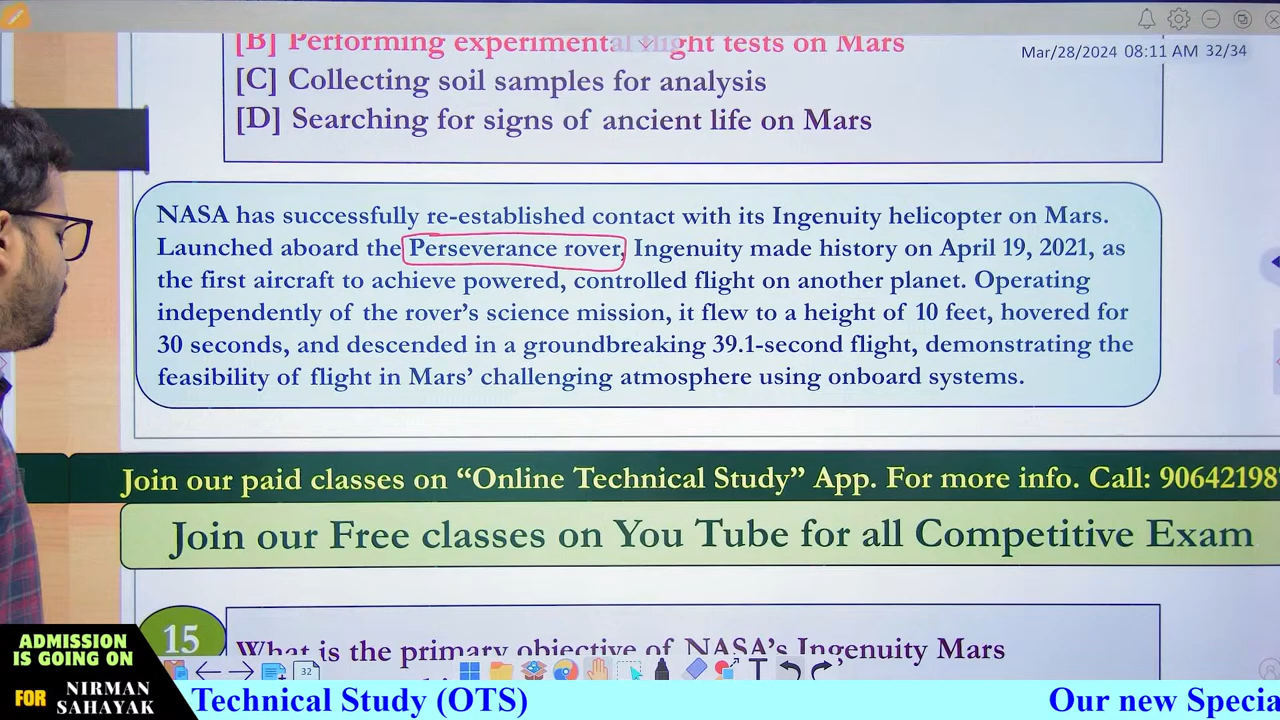 [B] Performing experimental flight tests on Mars
Mar/28/2024 08:11 AM 32/34
[C] Collecting soil samples for analysis
[D] Searching for signs of ancient life on Mars
NASA has successfully re-established contact with its Ingenuity helicopter on Mars.
Launched aboard the Perseverance rover, Ingenuity made history on April 19, 2021, as
the first aircraft to achieve powered, controlled flight on another planet. Operating
independently of the rover's science mission, it flew to a height of 10 feet, hovered for
30 seconds, and descended in a groundbreaking 39.1-second flight, demonstrating the
feasibility of flight in Mars' challenging atmosphere using onboard systems.
Join our paid classes on "Online Technical Study" App. For more info. Call: 90642198
Join our Free classes on You Tube for all Competitive Exam
15
What is the primary objective of NASA's Ingenuity Mars
32
ADMISSION
IS GOING ON
FOR NIRMAN
SAHAYAK
Technical Study (OTS)
Our new Specia